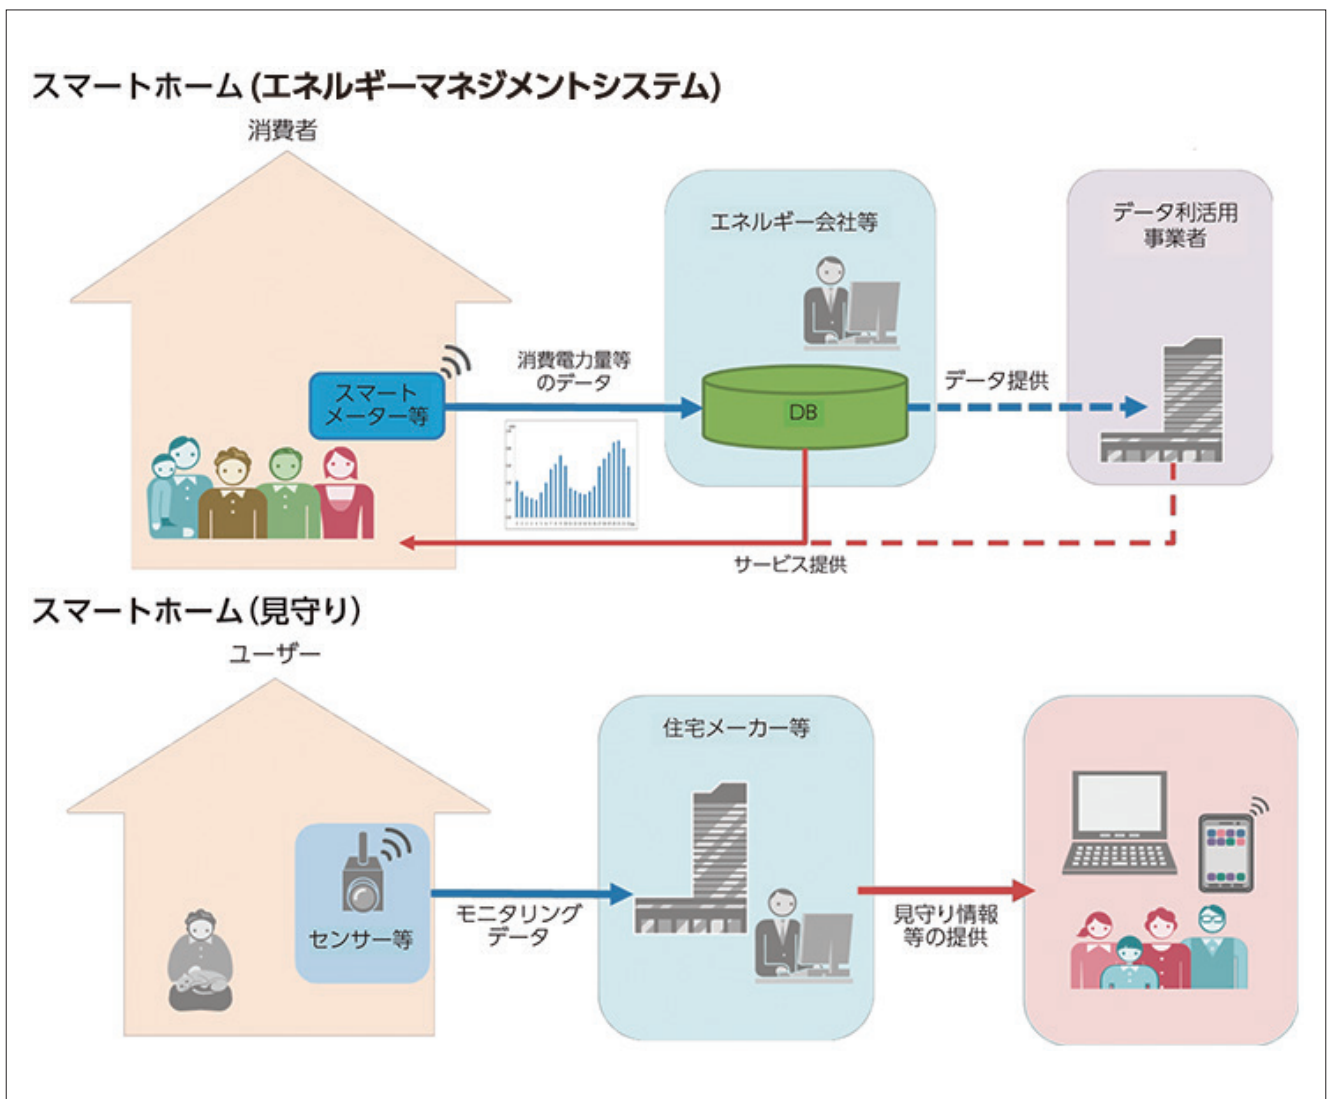 スマートホーム(エネルギーマネジメントシステム)
消費者
エネルギー会社等
データ利活用
事業者
スマート
メーター等
消費電力量等
のデータ
DB
データ提供
サービス提供
スマートホーム(見守り)
ユーザー
住宅メーカー等
センサー等
モニタリング
データ
見守り情報
等の提供